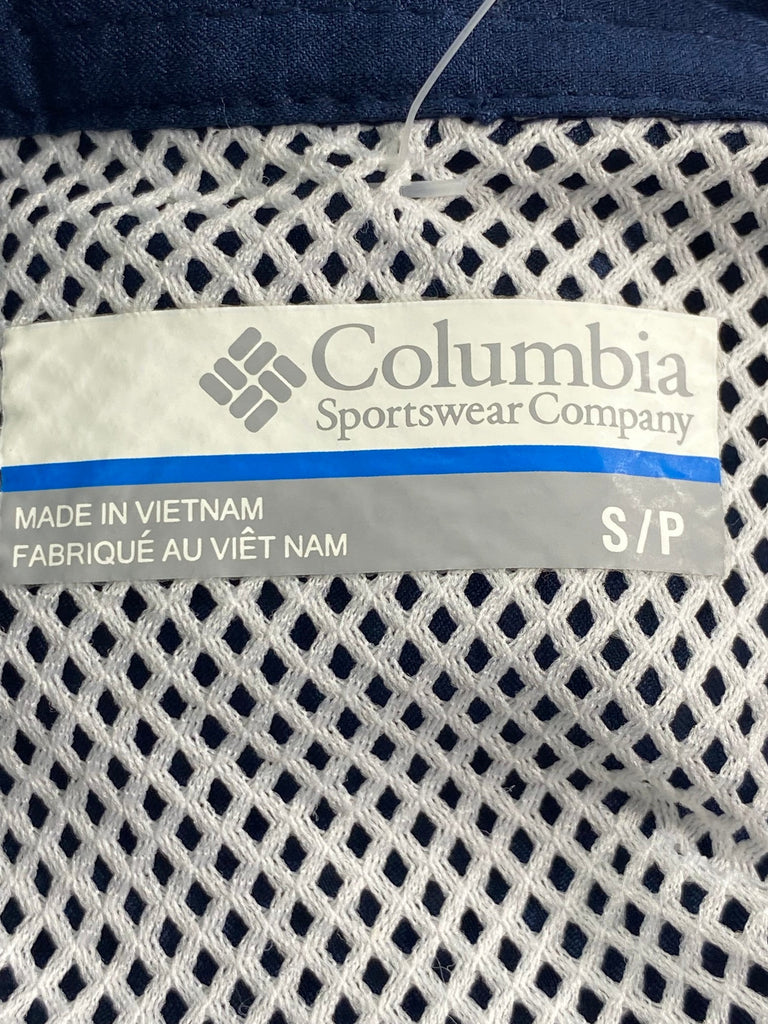 Columbia
Sportswear Company
MADE IN VIETNAM
FABRIQUÉ AU VIÊT NAM
S/P